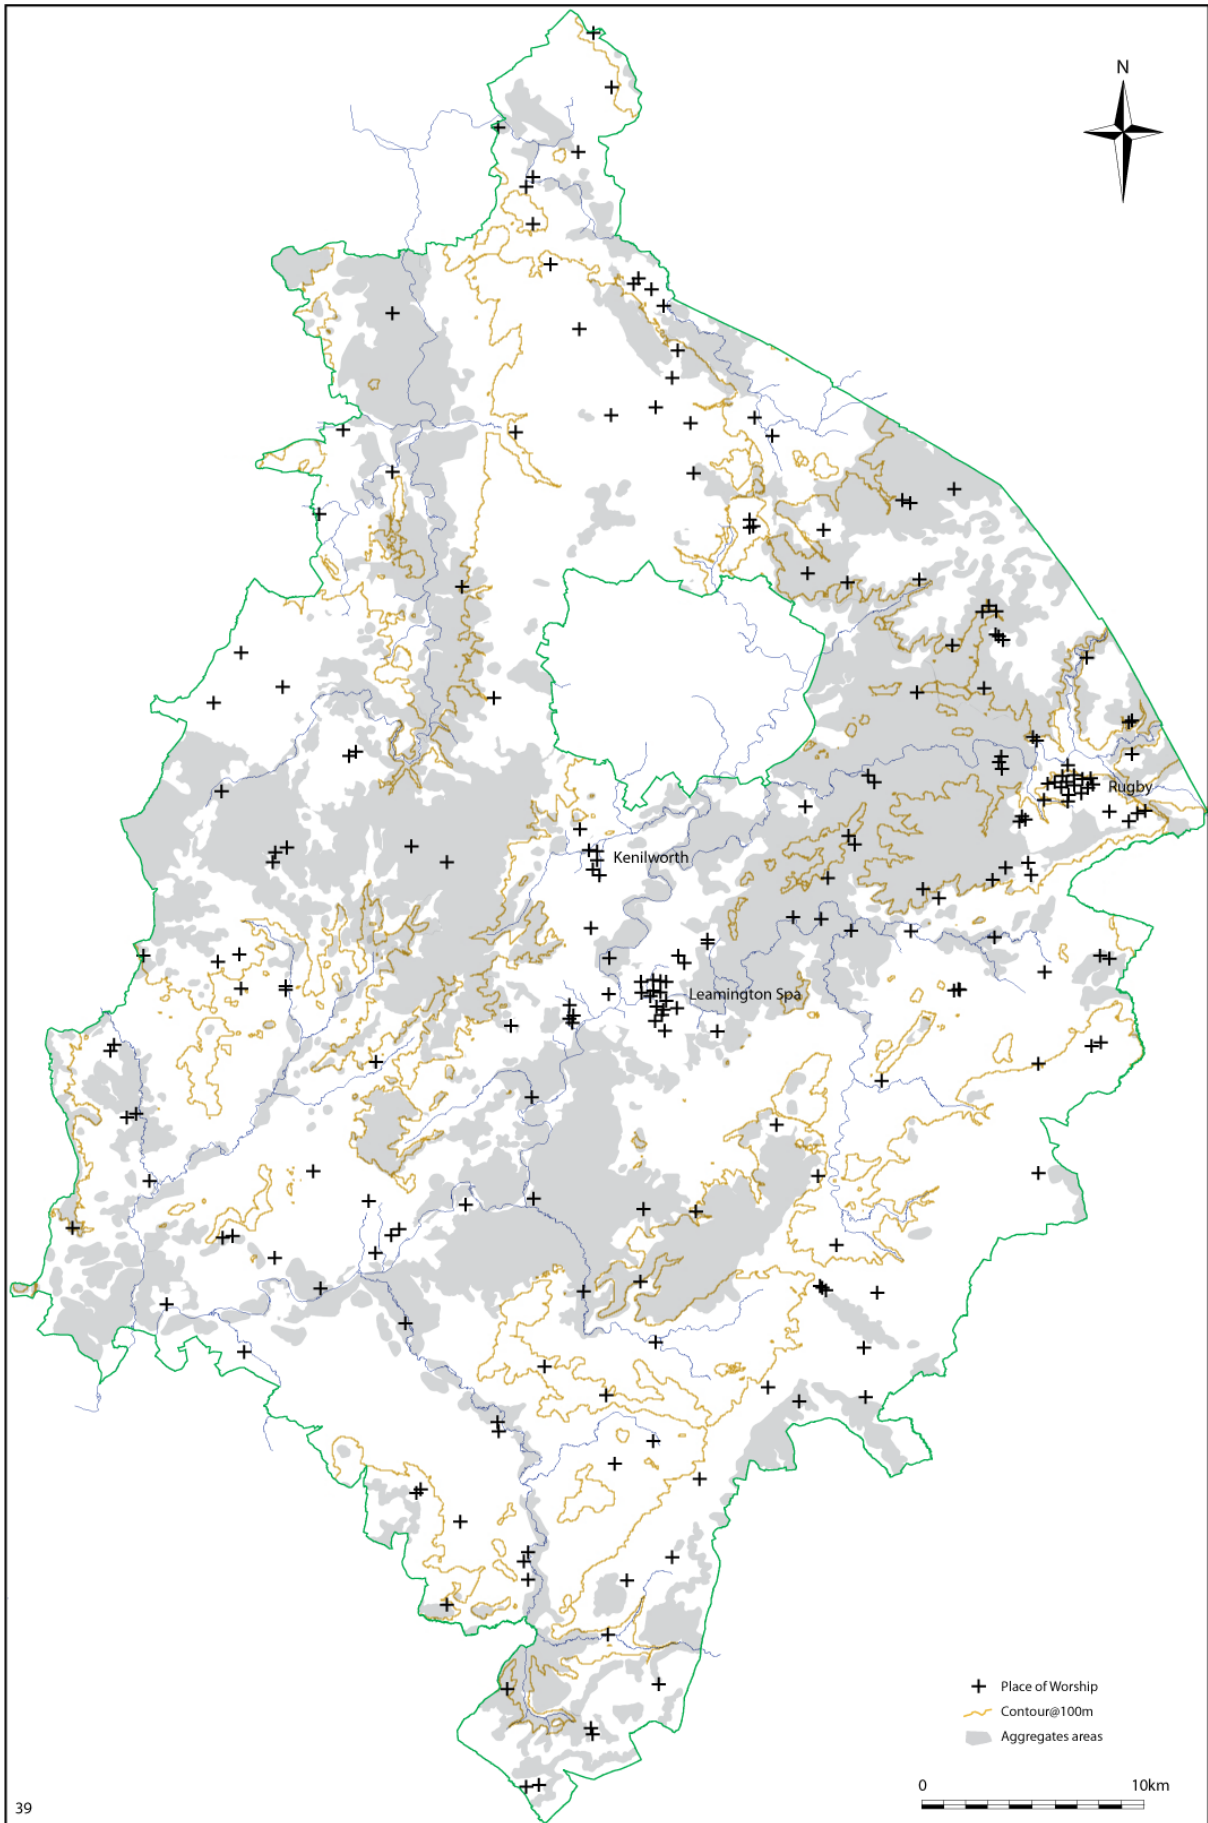 N
Rugby
Kenilworth
Leamington Spa
Place of Worship
Contour@100m
Aggregates areas
0 10km
39